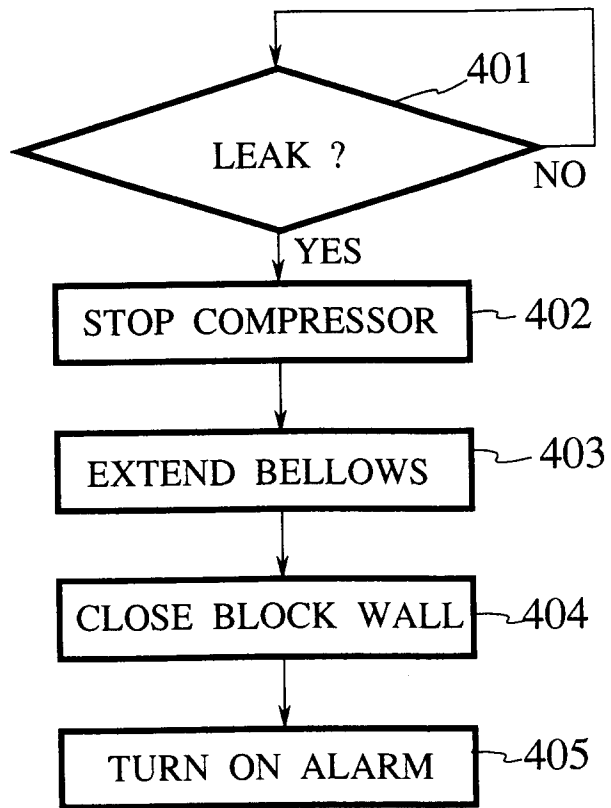 401
LEAK ?
NO
YES
STOP COMPRESSOR
402
EXTEND BELLOWS
403
CLOSE BLOCK WALL
404
TURN ON ALARM
405